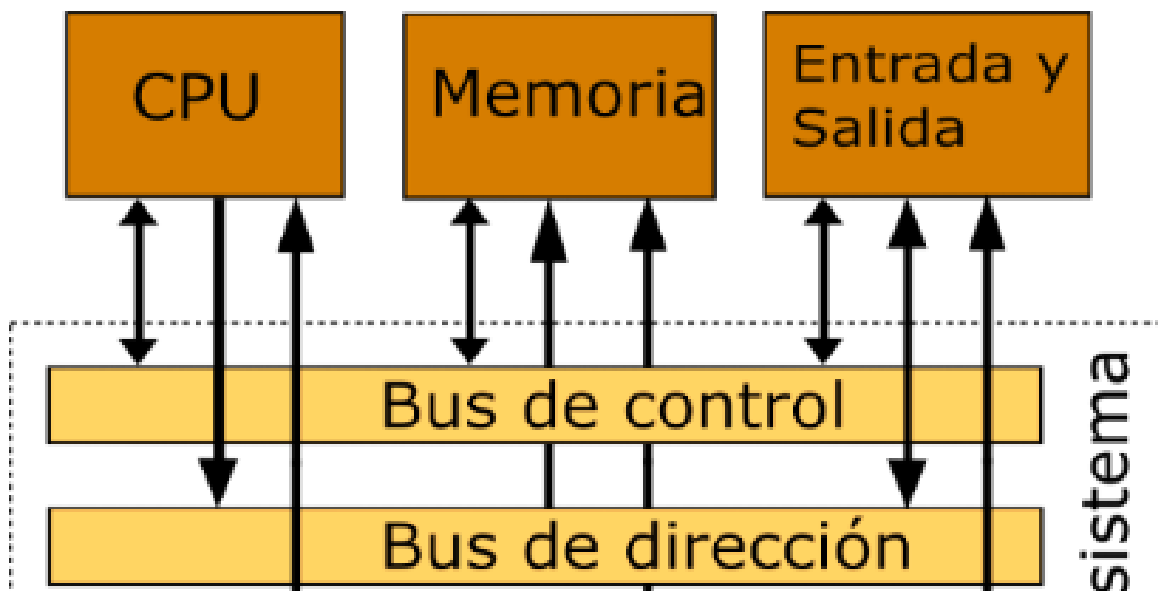 CPU
Memoria
Entrada y
Salida
Bus de control
Bus de dirección
sistema